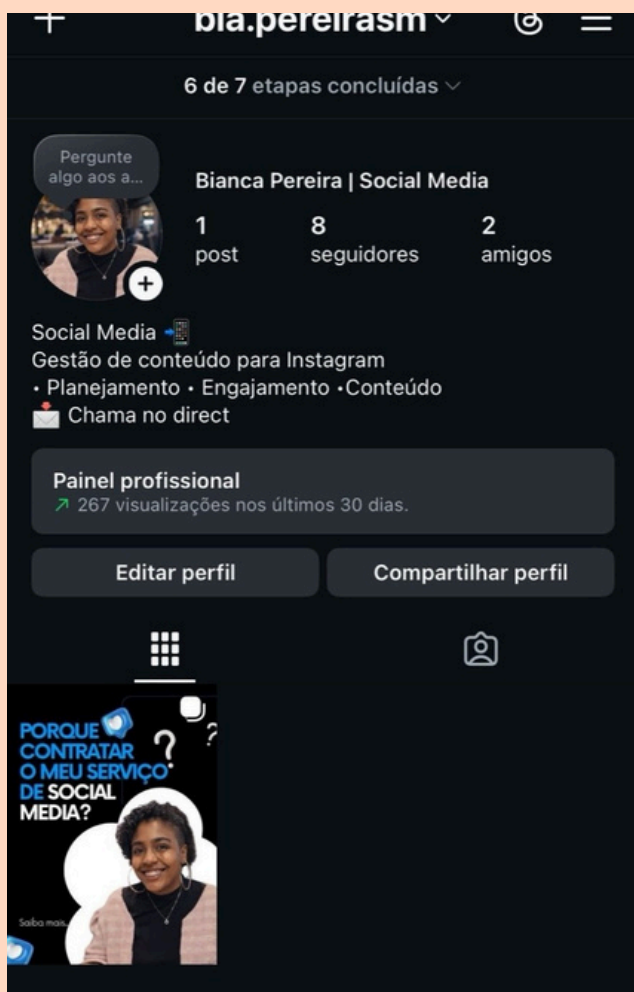 bia.pereirasm
6 de 7 etapas concluídas
Pergunte
algo aos a...
Bianca Pereira | Social Media
1 8 2
post seguidores amigos
Social Media
Gestão de conteúdo para Instagram
• Planejamento • Engajamento •Conteúdo
Chama no direct
Painel profissional
267 visualizações nos últimos 30 dias.
Editar perfil Compartilhar perfil
PORQUE
CONTRATAR
O MEU SERVIÇO
DE SOCIAL
MEDIA?
??
Saiba mais...